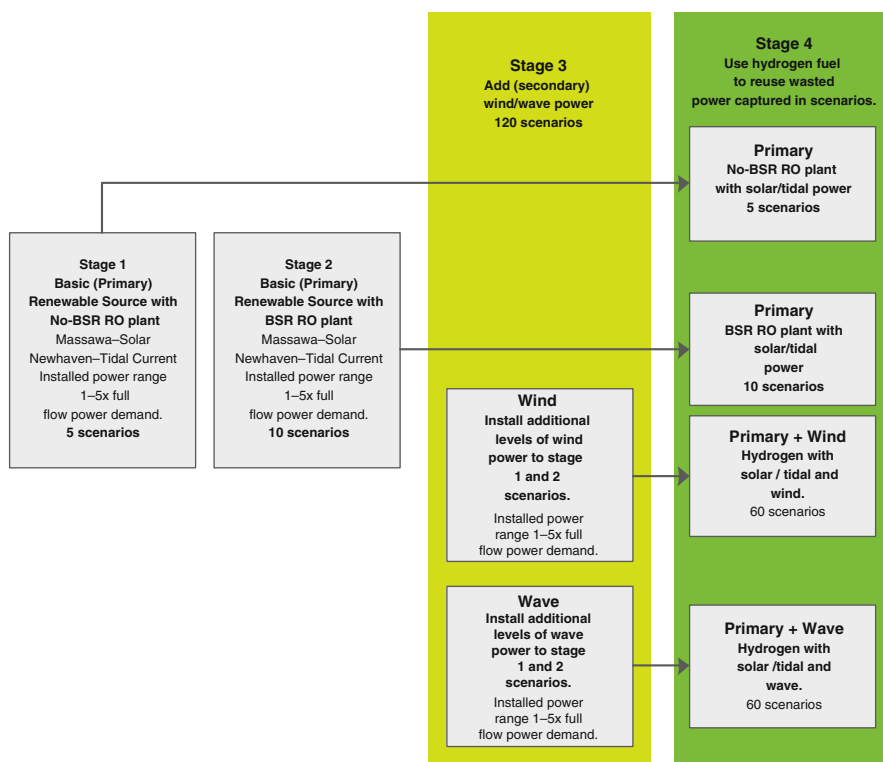 Stage 1
Basic (Primary)
Renewable Source with
No-BSR RO plant
Massawa–Solar
Newhaven–Tidal Current
Installed power range
1–5x full
flow power demand.
5 scenarios
Stage 2
Basic (Primary)
Renewable Source with
BSR RO plant
Massawa–Solar
Newhaven–Tidal Current
Installed power range
1–5x full
flow power demand.
10 scenarios
Stage 3
Add (secondary)
wind/wave power
120 scenarios
Wind
Install additional
levels of wind
power to stage
1 and 2
scenarios.
Installed power
range 1–5x full
flow power demand.
Wave
Install additional
levels of wave
power to stage
1 and 2
scenarios.
Installed power
range 1–5x full
flow power demand.
Stage 4
Use hydrogen fuel
to reuse wasted
power captured in scenarios.
Primary
No-BSR RO plant
with solar/tidal power
5 scenarios
Primary
BSR RO plant with
solar/tidal
power
10 scenarios
Primary + Wind
Hydrogen with
solar / tidal and
wind.
60 scenarios
Primary + Wave
Hydrogen with
solar /tidal and
wave.
60 scenarios